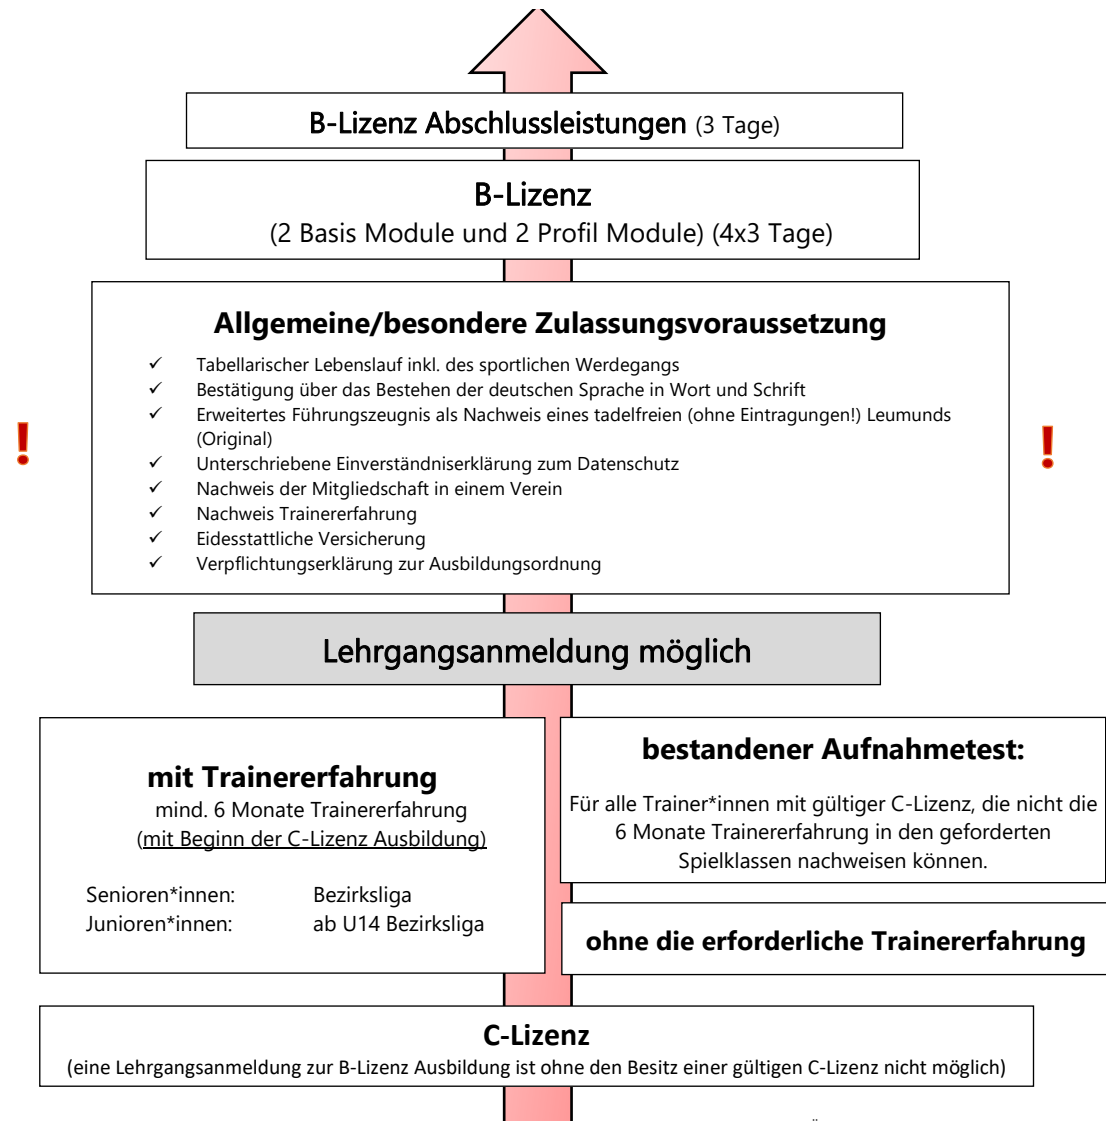 B-Lizenz Abschlussleistungen (3 Tage)
B-Lizenz
(2 Basis Module und 2 Profil Module) (4x3 Tage)
Allgemeine/besondere Zulassungsvoraussetzung
✓ Tabellarischer Lebenslauf inkl. des sportlichen Werdegangs
✓ Bestätigung über das Bestehen der deutschen Sprache in Wort und Schrift
✓ Erweitertes Führungszeugnis als Nachweis eines tadelfreien (ohne Eintragungen!) Leumunds
(Original)
✓ Unterschriebene Einverständniserklärung zum Datenschutz
✓ Nachweis der Mitgliedschaft in einem Verein
✓ Nachweis Trainererfahrung
✓ Eidesstattliche Versicherung
✓ Verpflichtungserklärung zur Ausbildungsordnung
! !
Lehrgangsanmeldung möglich
mit Trainererfahrung
mind. 6 Monate Trainererfahrung
(mit Beginn der C-Lizenz Ausbildung)
Senioren*innen: Bezirksliga
Junioren*innen: ab U14 Bezirksliga
bestandener Aufnahmetest:
Für alle Trainer*innen mit gültiger C-Lizenz, die nicht die
6 Monate Trainererfahrung in den geforderten
Spielklassen nachweisen können.
ohne die erforderliche Trainererfahrung
C-Lizenz
(eine Lehrgangsanmeldung zur B-Lizenz Ausbildung ist ohne den Besitz einer gültigen C-Lizenz nicht möglich)